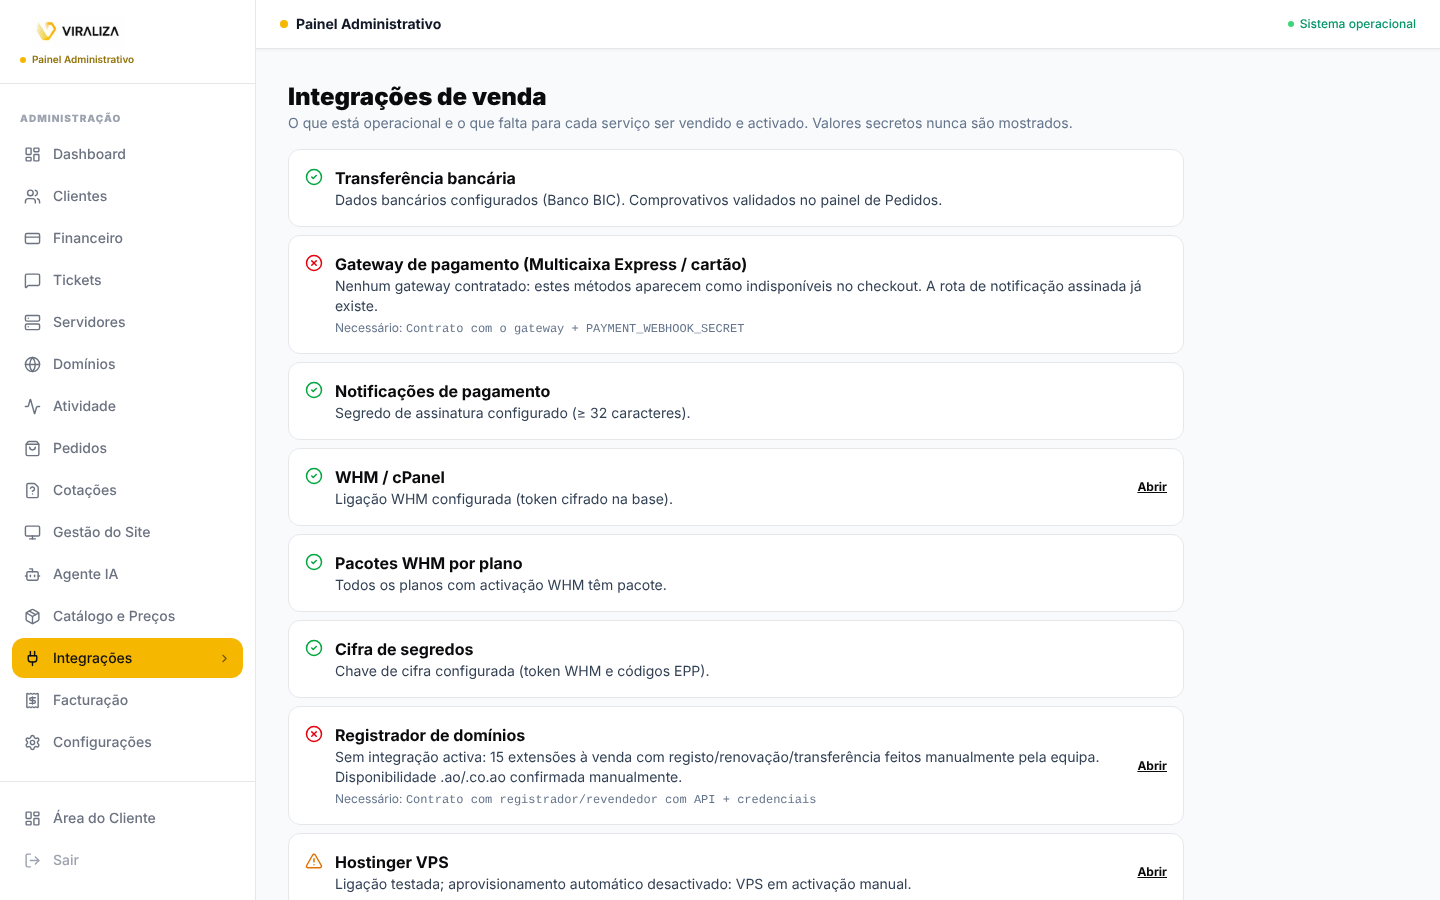 VIRALIZA
Painel Administrativo
ADMINISTRAÇÃO
Dashboard
Clientes
Financeiro
Tickets
Servidores
Domínios
Atividade
Pedidos
Cotações
Gestão do Site
Agente IA
Catálogo e Preços
Integrações
Facturação
Configurações
Área do Cliente
Sair
Painel Administrativo
Sistema operacional
Integrações de venda
O que está operacional e o que falta para cada serviço ser vendido e activado. Valores secretos nunca são mostrados.
Transferência bancária
Dados bancários configurados (Banco BIC). Comprovativos validados no painel de Pedidos.
Gateway de pagamento (Multicaixa Express / cartão)
Nenhum gateway contratado: estes métodos aparecem como indisponíveis no checkout. A rota de notificação assinada já
existe.
Necessário: Contrato com o gateway + PAYMENT_WEBHOOK_SECRET
Notificações de pagamento
Segredo de assinatura configurado (≥ 32 caracteres).
WHM / cPanel
Ligação WHM configurada (token cifrado na base).
Abrir
Pacotes WHM por plano
Todos os planos com activação WHM têm pacote.
Cifra de segredos
Chave de cifra configurada (token WHM e códigos EPP).
Registrador de domínios
Sem integração activa: 15 extensões à venda com registo/renovação/transferência feitos manualmente pela equipa.
Disponibilidade .ao/.co.ao confirmada manualmente.
Necessário: Contrato com registrador/revendedor com API + credenciais
Abrir
Hostinger VPS
Ligação testada; aprovisionamento automático desactivado: VPS em activação manual.
Abrir